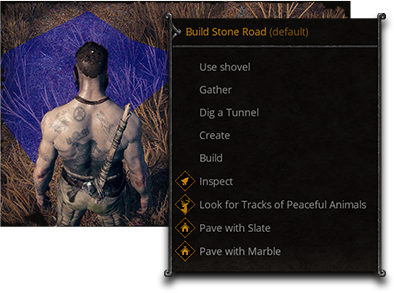 Build Stone Road (default)
Use shovel
Gather
Dig a Tunnel
Create
Build
Inspect
Look for Tracks of Peaceful Animals
Pave with Slate
Pave with Marble